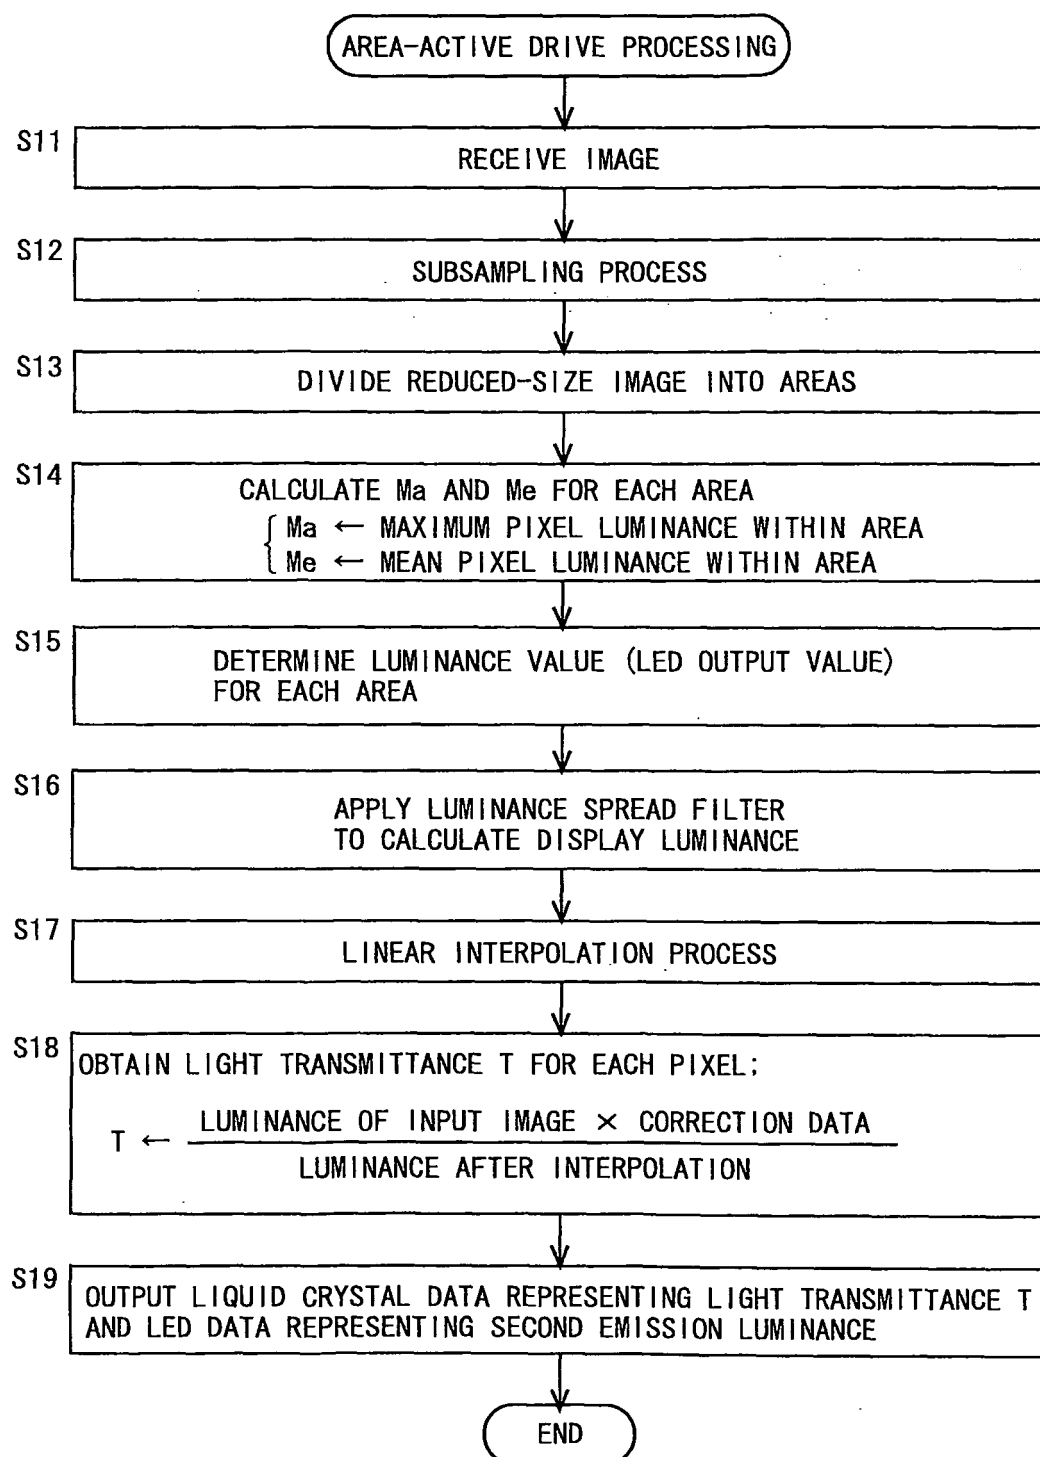 AREA-ACTIVE DRIVE PROCESSING
S11
RECEIVE IMAGE
S12
SUBSAMPLING PROCESS
S13
DIVIDE REDUCED-SIZE IMAGE INTO AREAS
S14
CALCULATE Ma AND Me FOR EACH AREA
Ma ← MAXIMUM PIXEL LUMINANCE WITHIN AREA
Me ← MEAN PIXEL LUMINANCE WITHIN AREA
S15
DETERMINE LUMINANCE VALUE (LED OUTPUT VALUE)
FOR EACH AREA
S16
APPLY LUMINANCE SPREAD FILTER
TO CALCULATE DISPLAY LUMINANCE
S17
LINEAR INTERPOLATION PROCESS
S18
OBTAIN LIGHT TRANSMITTANCE T FOR EACH PIXEL:
LUMINANCE OF INPUT IMAGE × CORRECTION DATA
T ←
LUMINANCE AFTER INTERPOLATION
S19
OUTPUT LIQUID CRYSTAL DATA REPRESENTING LIGHT TRANSMITTANCE T
AND LED DATA REPRESENTING SECOND EMISSION LUMINANCE
END